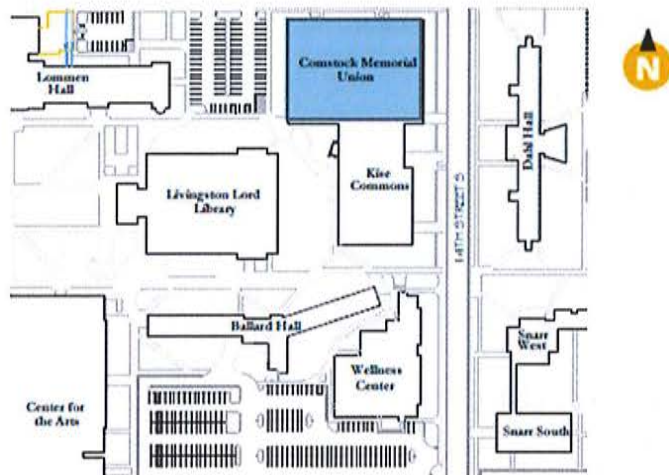 Comstock Memorial
Union
N
Lommen
Hall
Dahl Hall
Kise
Commons
Livingston Lord
Library
14TH STREET S
Ballard Hall
Snarr
West
Wellness
Center
Center for
the Arts
Snarr South